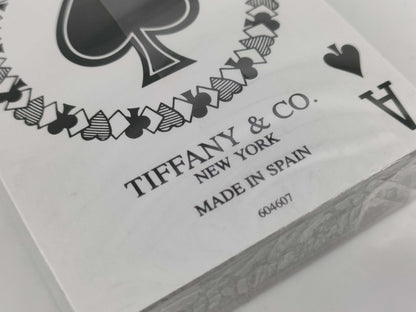 A
TIFFANY & CO.
NEW YORK
MADE IN SPAIN
604607